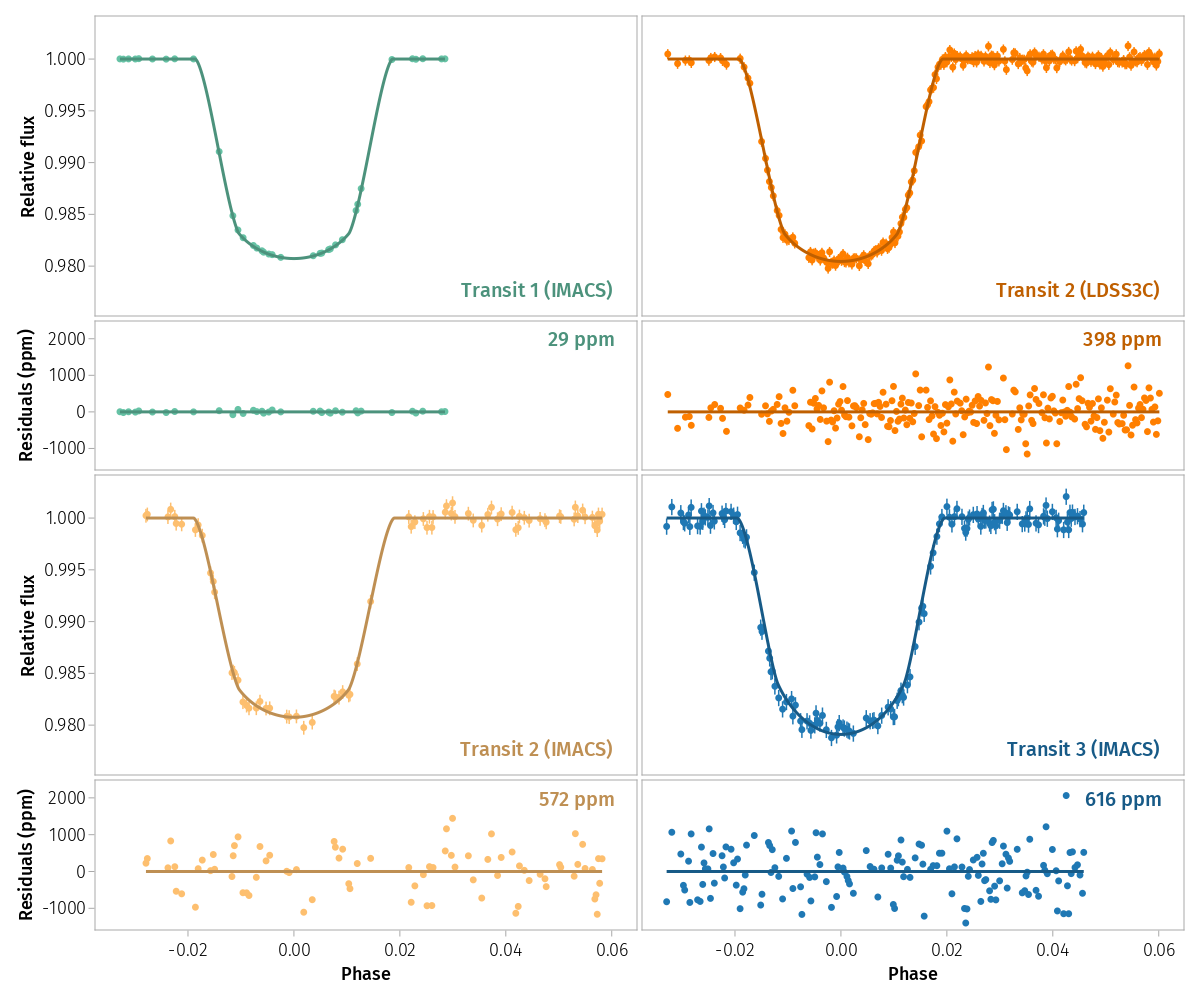 Relative flux
1.000
0.995
0.990
0.985
0.980
Transit 1 (IMACS)
Transit 2 (LDSS3C)
Residuals (ppm)
2000
1000
0
-1000
29 ppm
398 ppm
Relative flux
1.000
0.995
0.990
0.985
0.980
Transit 2 (IMACS)
Transit 3 (IMACS)
Residuals (ppm)
2000
1000
0
-1000
572 ppm
616 ppm
-0.02 0.00 0.02 0.04 0.06
-0.02 0.00 0.02 0.04 0.06
Phase
Phase